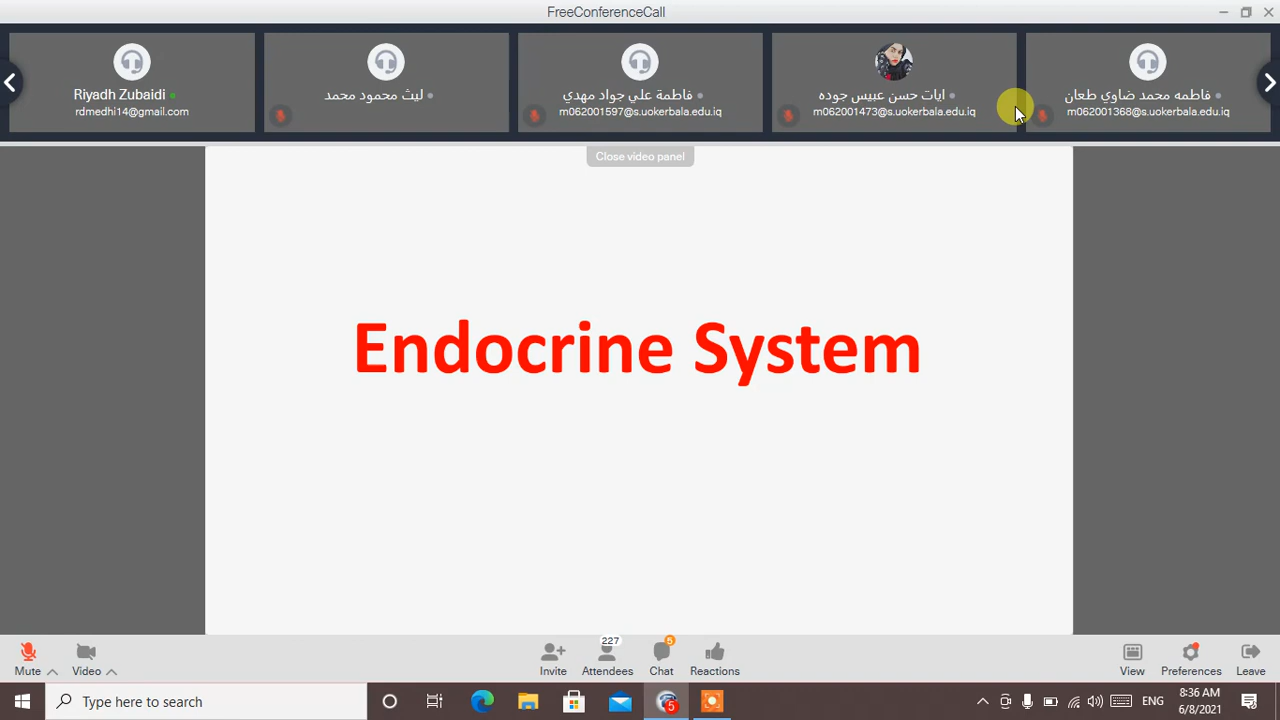 FreeConferenceCall
Riyadh Zubaidi
rdmedhi14@gmail.com
ليث محمود محمد
فاطمة علي جواد مهدي
m062001597@s.uokerbala.edu.iq
ايات حسن عبيس جوده
m062001473@s.uokerbala.edu.iq
فاطمه محمد ضاوي طعان
m062001368@s.uokerbala.edu.iq
Close video panel
Endocrine System
Mute
Video
Invite
227
Attendees
5
Chat
Reactions
View
Preferences
Leave
Type here to search
5
ENG
8:36 AM
6/8/2021